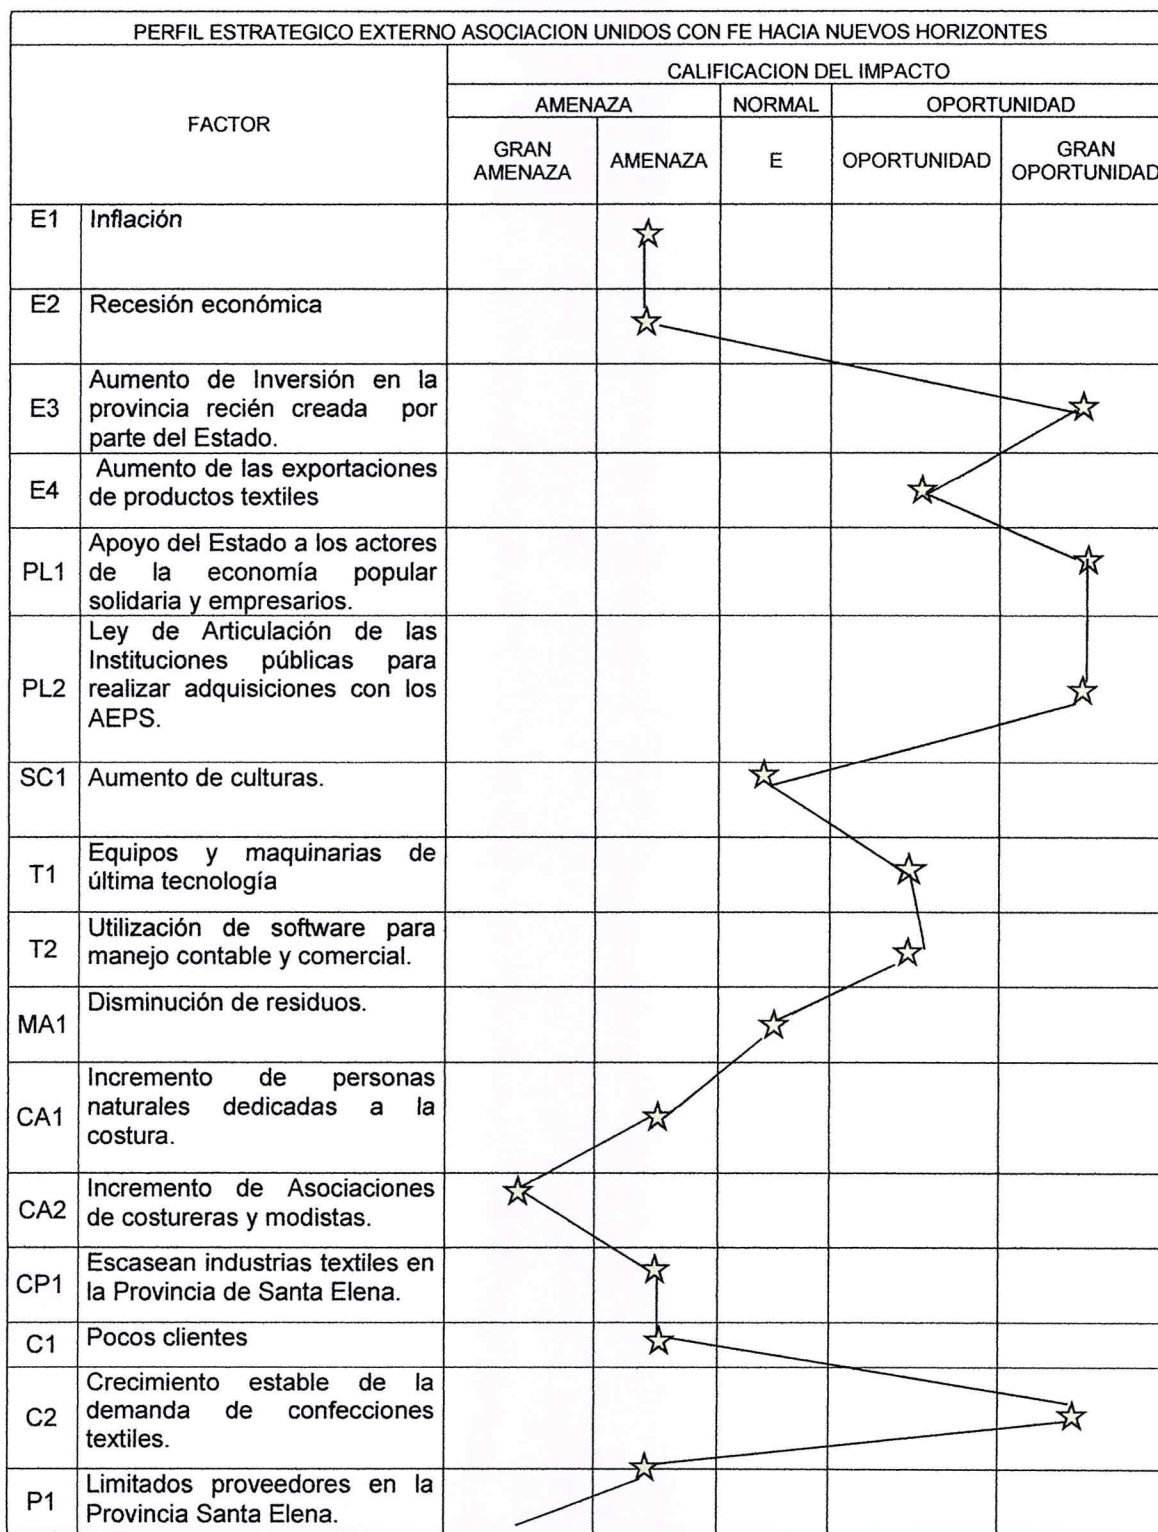 PERFIL ESTRATEGICO EXTERNO ASOCIACION UNIDOS CON FE HACIA NUEVOS HORIZONTES
FACTOR
CALIFICACION DEL IMPACTO
AMENAZA
NORMAL
OPORTUNIDAD
GRAN
AMENAZA
AMENAZA
E
OPORTUNIDAD
GRAN
OPORTUNIDAD
E1
Inflación
E2
Recesión económica
E3
Aumento de Inversión en la
provincia recién creada por
parte del Estado.
E4
Aumento de las exportaciones
de productos textiles
PL1
Apoyo del Estado a los actores
de la economía popular
solidaria y empresarios.
PL2
Ley de Articulación de las
Instituciones públicas para
realizar adquisiciones con los
AEPS.
SC1
Aumento de culturas.
T1
Equipos y maquinarias de
última tecnología
T2
Utilización de software para
manejo contable y comercial.
MA1
Disminución de residuos.
CA1
Incremento de personas
naturales dedicadas a la
costura.
CA2
Incremento de Asociaciones
de costureras y modistas.
CP1
Escasean industrias textiles en
la Provincia de Santa Elena.
C1
Pocos clientes
C2
Crecimiento estable de la
demanda de confecciones
textiles.
P1
Limitados proveedores en la
Provincia Santa Elena.